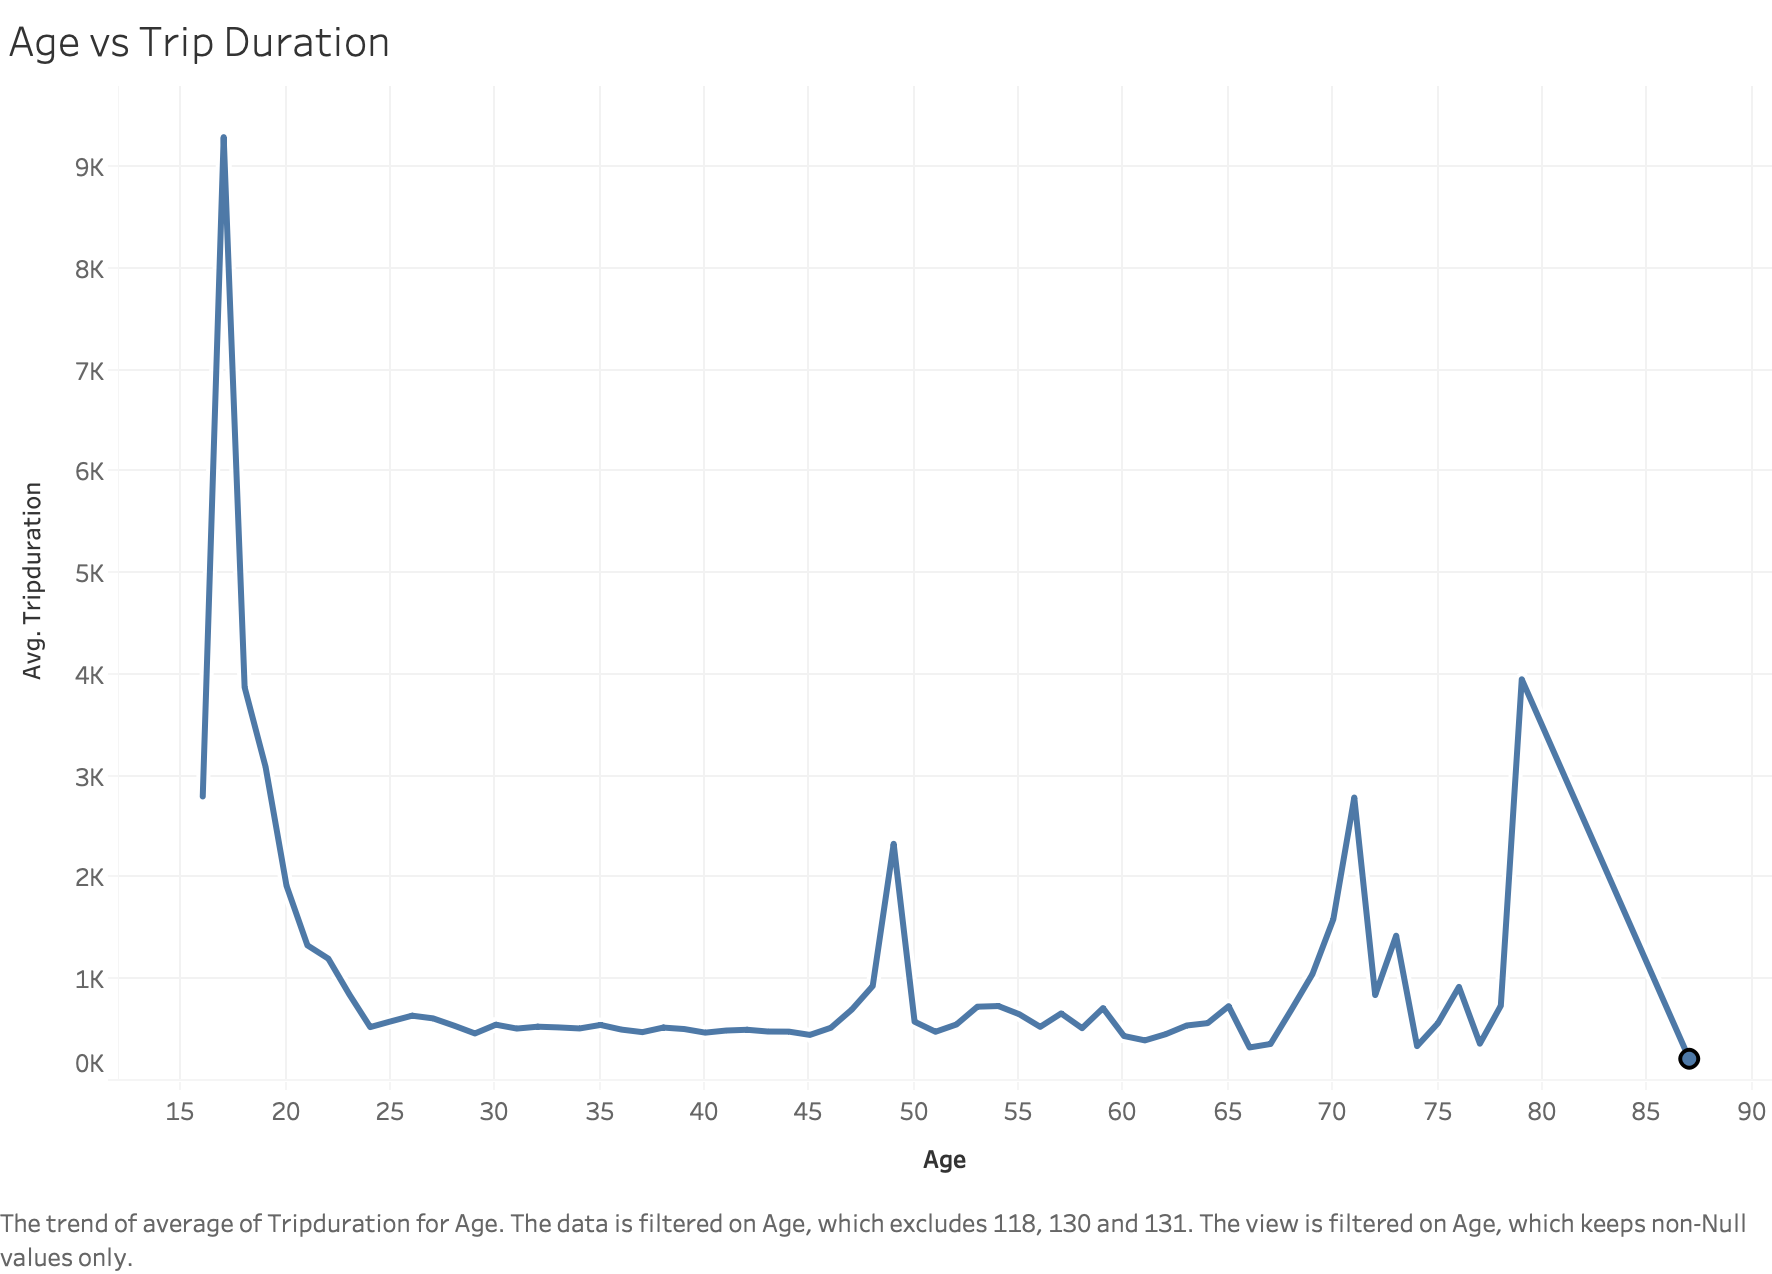 Age vs Trip Duration
9K
8K
7K
6K
5K
4K
3K
2K
1K
0K
Avg. Tripduration
15 20 25 30 35 40 45 50 55 60 65 70 75 80 85 90
Age
The trend of average of Tripduration for Age. The data is filtered on Age, which excludes 118, 130 and 131. The view is filtered on Age, which keeps non-Null
values only.